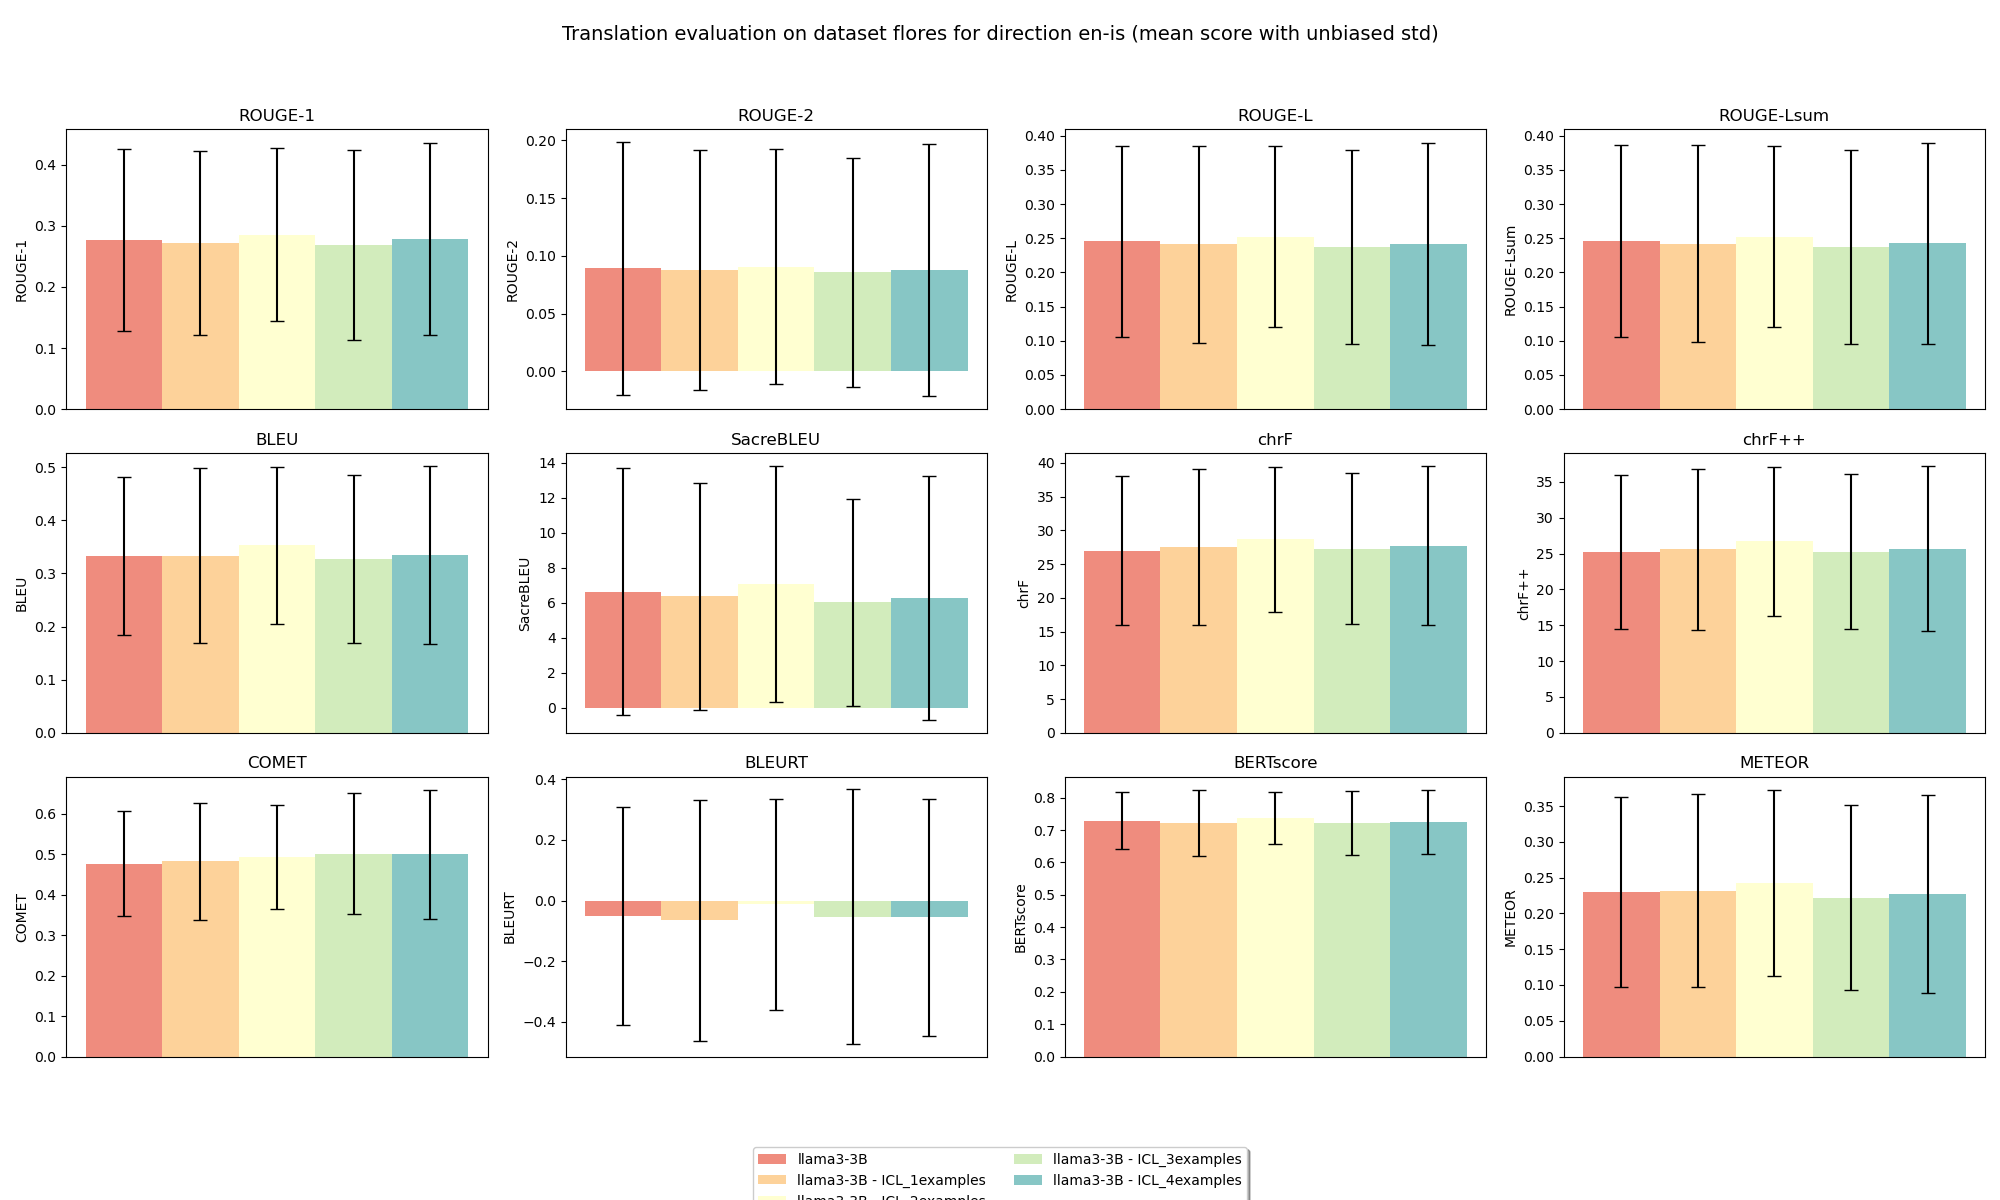 Translation evaluation on dataset flores for direction en-is (mean score with unbiased std)
ROUGE-1
ROUGE-1
0.4
0.3
0.2
0.1
0.0
ROUGE-2
ROUGE-2
0.20
0.15
0.10
0.05
0.00
ROUGE-L
ROUGE-L
0.40
0.35
0.30
0.25
0.20
0.15
0.10
0.05
0.00
ROUGE-Lsum
ROUGE-Lsum
0.40
0.35
0.30
0.25
0.20
0.15
0.10
0.05
0.00
BLEU
BLEU
0.5
0.4
0.3
0.2
0.1
0.0
SacreBLEU
SacreBLEU
14
12
10
8
6
4
2
0
chrF
chrF
40
35
30
25
20
15
10
5
0
chrF++
chrF++
35
30
25
20
15
10
5
0
COMET
COMET
0.6
0.5
0.4
0.3
0.2
0.1
0.0
BLEURT
BLEURT
0.4
0.2
0.0
−0.2
−0.4
BERTscore
BERTscore
0.8
0.7
0.6
0.5
0.4
0.3
0.2
0.1
0.0
METEOR
METEOR
0.35
0.30
0.25
0.20
0.15
0.10
0.05
0.00
llama3-3B
llama3-3B - ICL_1examples
llama3-3B - ICL_2examples
llama3-3B - ICL_3examples
llama3-3B - ICL_4examples